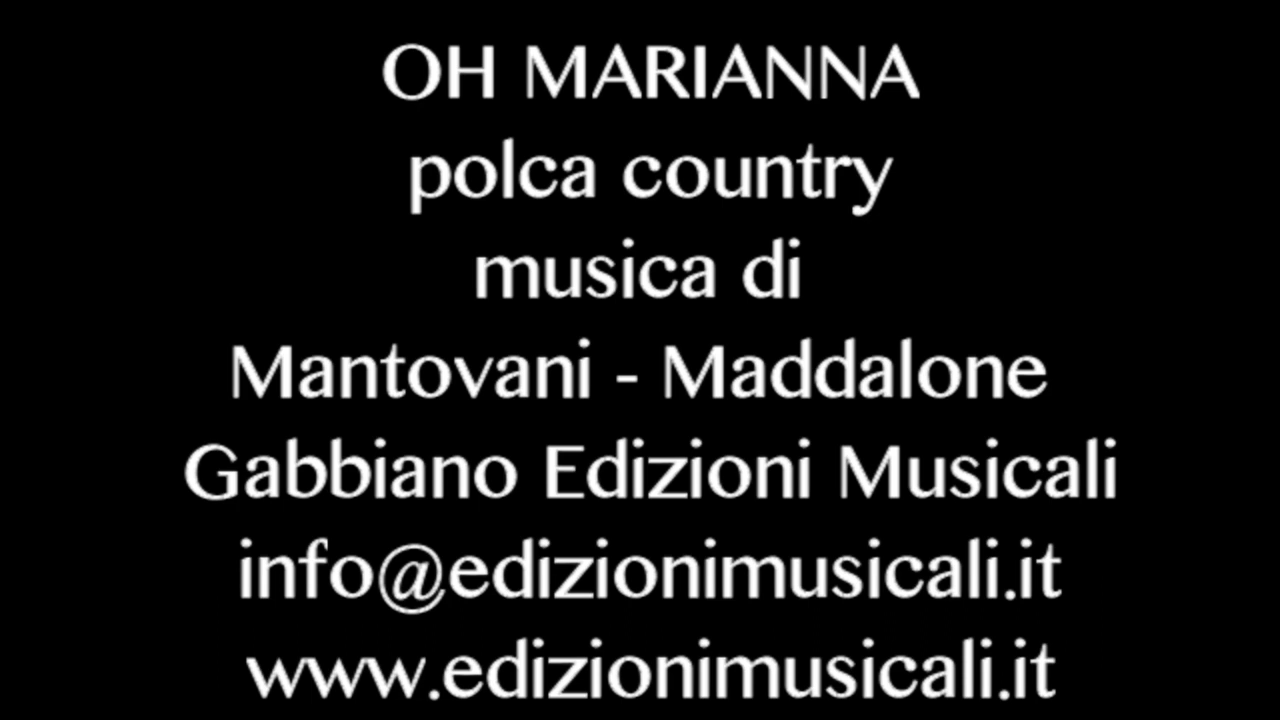 OH MARIANNA
polca country
musica di
Mantovani - Maddalone
Gabbiano Edizioni Musicali
info@edizionimusicali.it
www.edizionimusicali.it